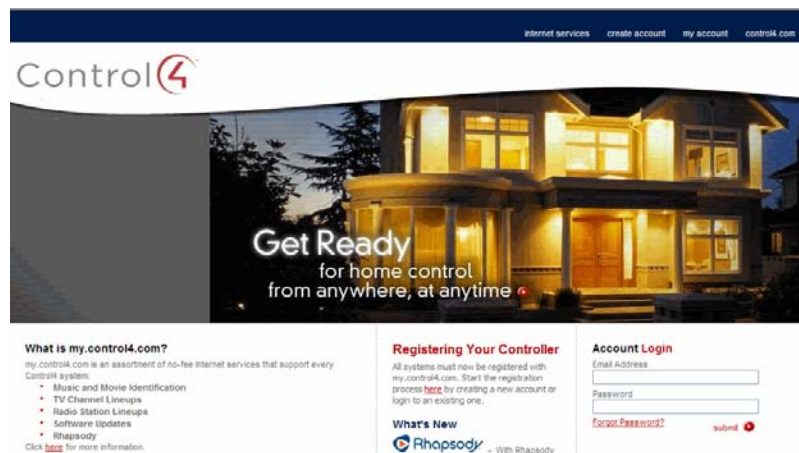 internet services create account my account control4.com
Control4
Get Ready
for home control
from anywhere, at anytime
What is my.control4.com?
my.control4.com is an assortment of no-fee Internet services that support every
Control4 system.
• Music and Movie Identification
• TV Channel Lineups
• Radio Station Lineups
• Software Updates
• Rhapsody
Click here for more information.
Registering Your Controller
All systems must now be registered with
my.control4.com. Start the registration
process here by creating a new account or
login to an existing one.
What's New
Rhapsody - With Rhapsody
Account Login
Email Address
Password
Forgot Password?
submit